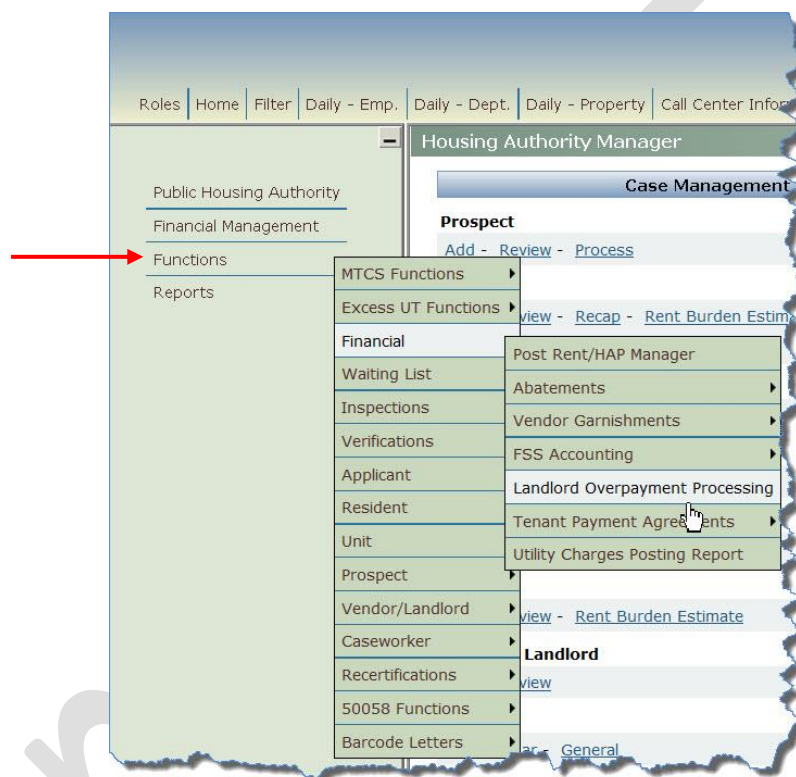 Roles Home Filter Daily - Emp. Daily - Dept. Daily - Property Call Center
Housing Authority Manager
Case Management
Public Housing Authority
Financial Management
Functions
Reports
Prospect
Add - Review - Process
MTCS Functions
Excess UT Functions
Financial
Waiting List
Inspections
Verifications
Applicant
Resident
Unit
Prospect
Vendor/Landlord
Caseworker
Recertifications
50058 Functions
Barcode Letters
view - Recap - Rent Burden Estim
Post Rent/HAP Manager
Abatements
Vendor Garnishments
FSS Accounting
Landlord Overpayment Processing
Tenant Payment Agreements
Utility Charges Posting Report
view - Rent Burden Estimate
Landlord
view
ar - General